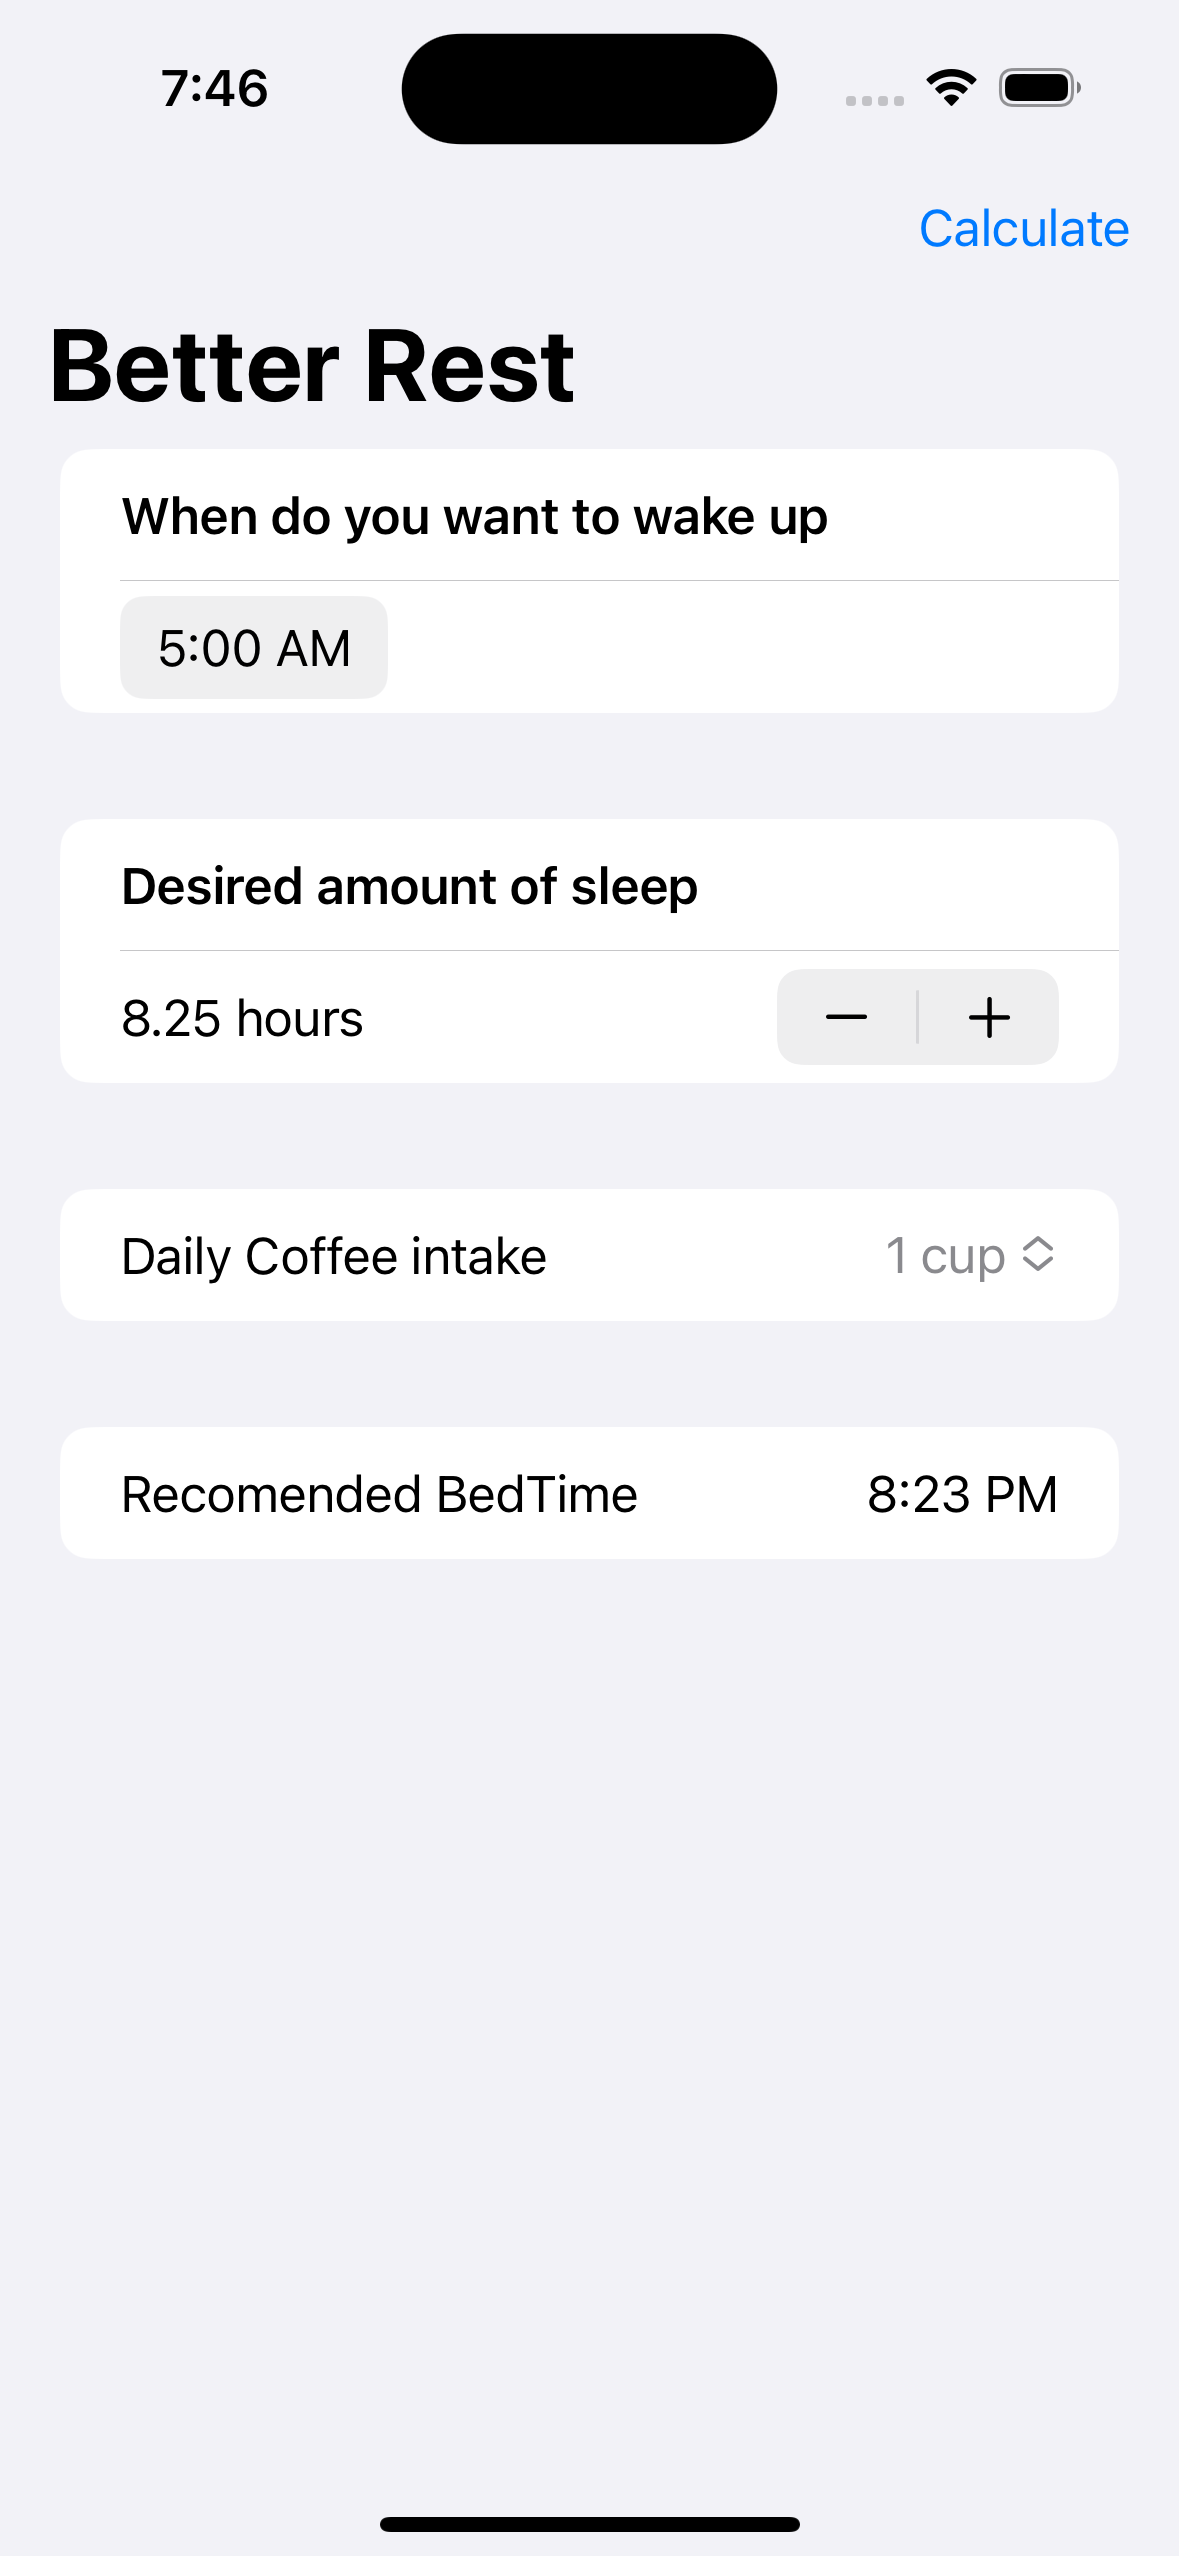 7:46
Calculate
Better Rest
When do you want to wake up
5:00 AM
Desired amount of sleep
8.25 hours
Daily Coffee intake 1 cup
Recomended BedTime 8:23 PM